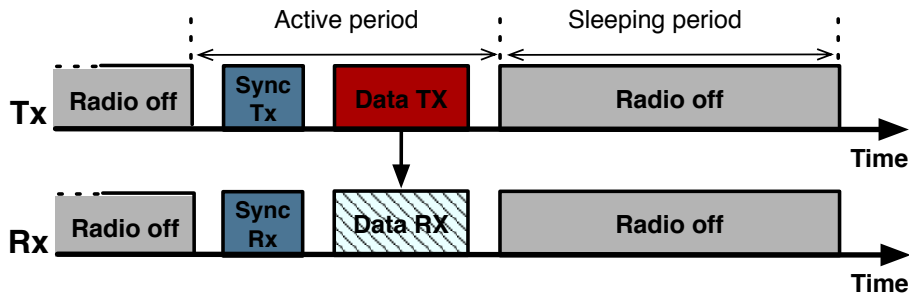 Active period
Sleeping period
Tx
Radio off
Sync
Tx
Data TX
Radio off
Time
Rx
Radio off
Sync
Rx
Data RX
Radio off
Time